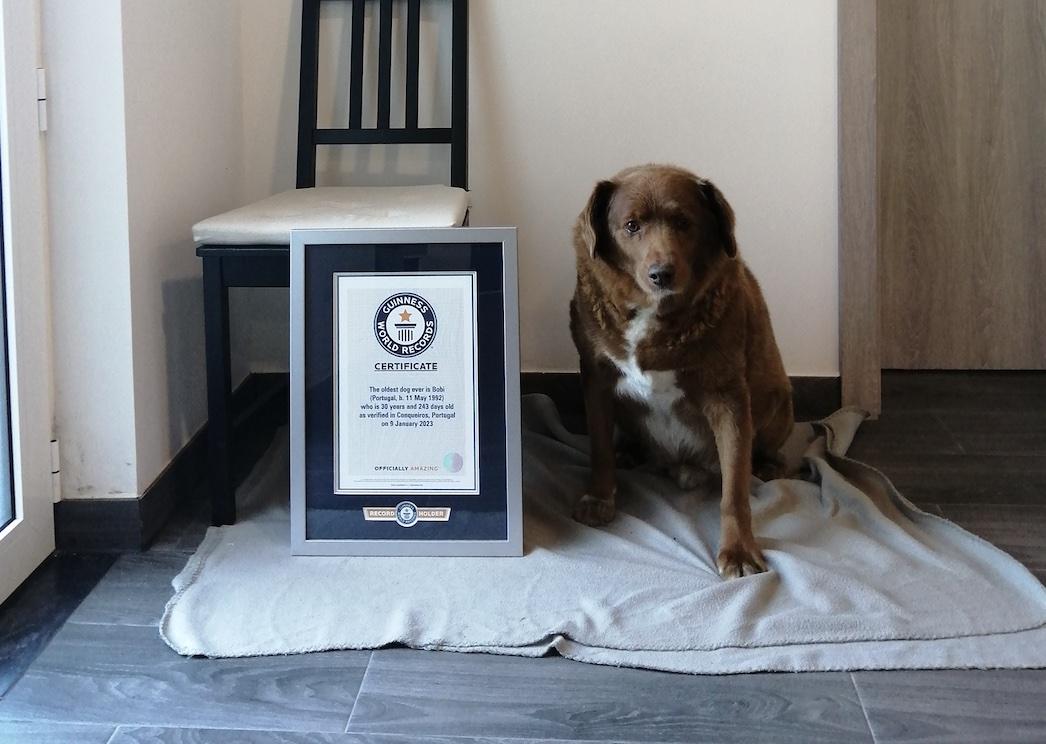 GUINNESS
WORLD RECORDS
CERTIFICATE
The oldest dog ever is Bobi
(Portugal, b. 11 May 1992)
who is 30 years and 243 days old
as verified in Conqueiros, Portugal
on 9 January 2023
OFFICIALLY AMAZING
RECORD HOLDER